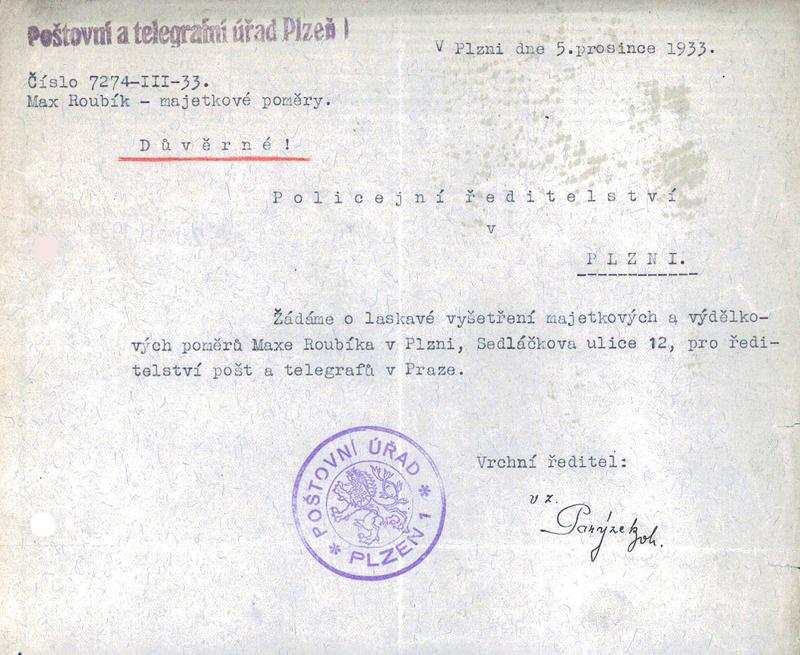 Poštovní a telegrafní úřad Plzeň 1
V Plzni dne 5.prosince 1933.
Číslo 7274-III-33.
Max Roubík - majetkové poměry.
Důvěrné!
Policejní ředitelství
v
PLZNI.
Žádáme o laskavé vyšetření majetkových a výdělko-
vých poměrů Maxe Roubíka v Plzni, Sedláčkova ulice 12, pro ředi-
telství pošt a telegrafů v Praze.
Vrchní ředitel:
vz.
POŠTOVNÍ ÚŘAD
* PLZEŇ 1 *